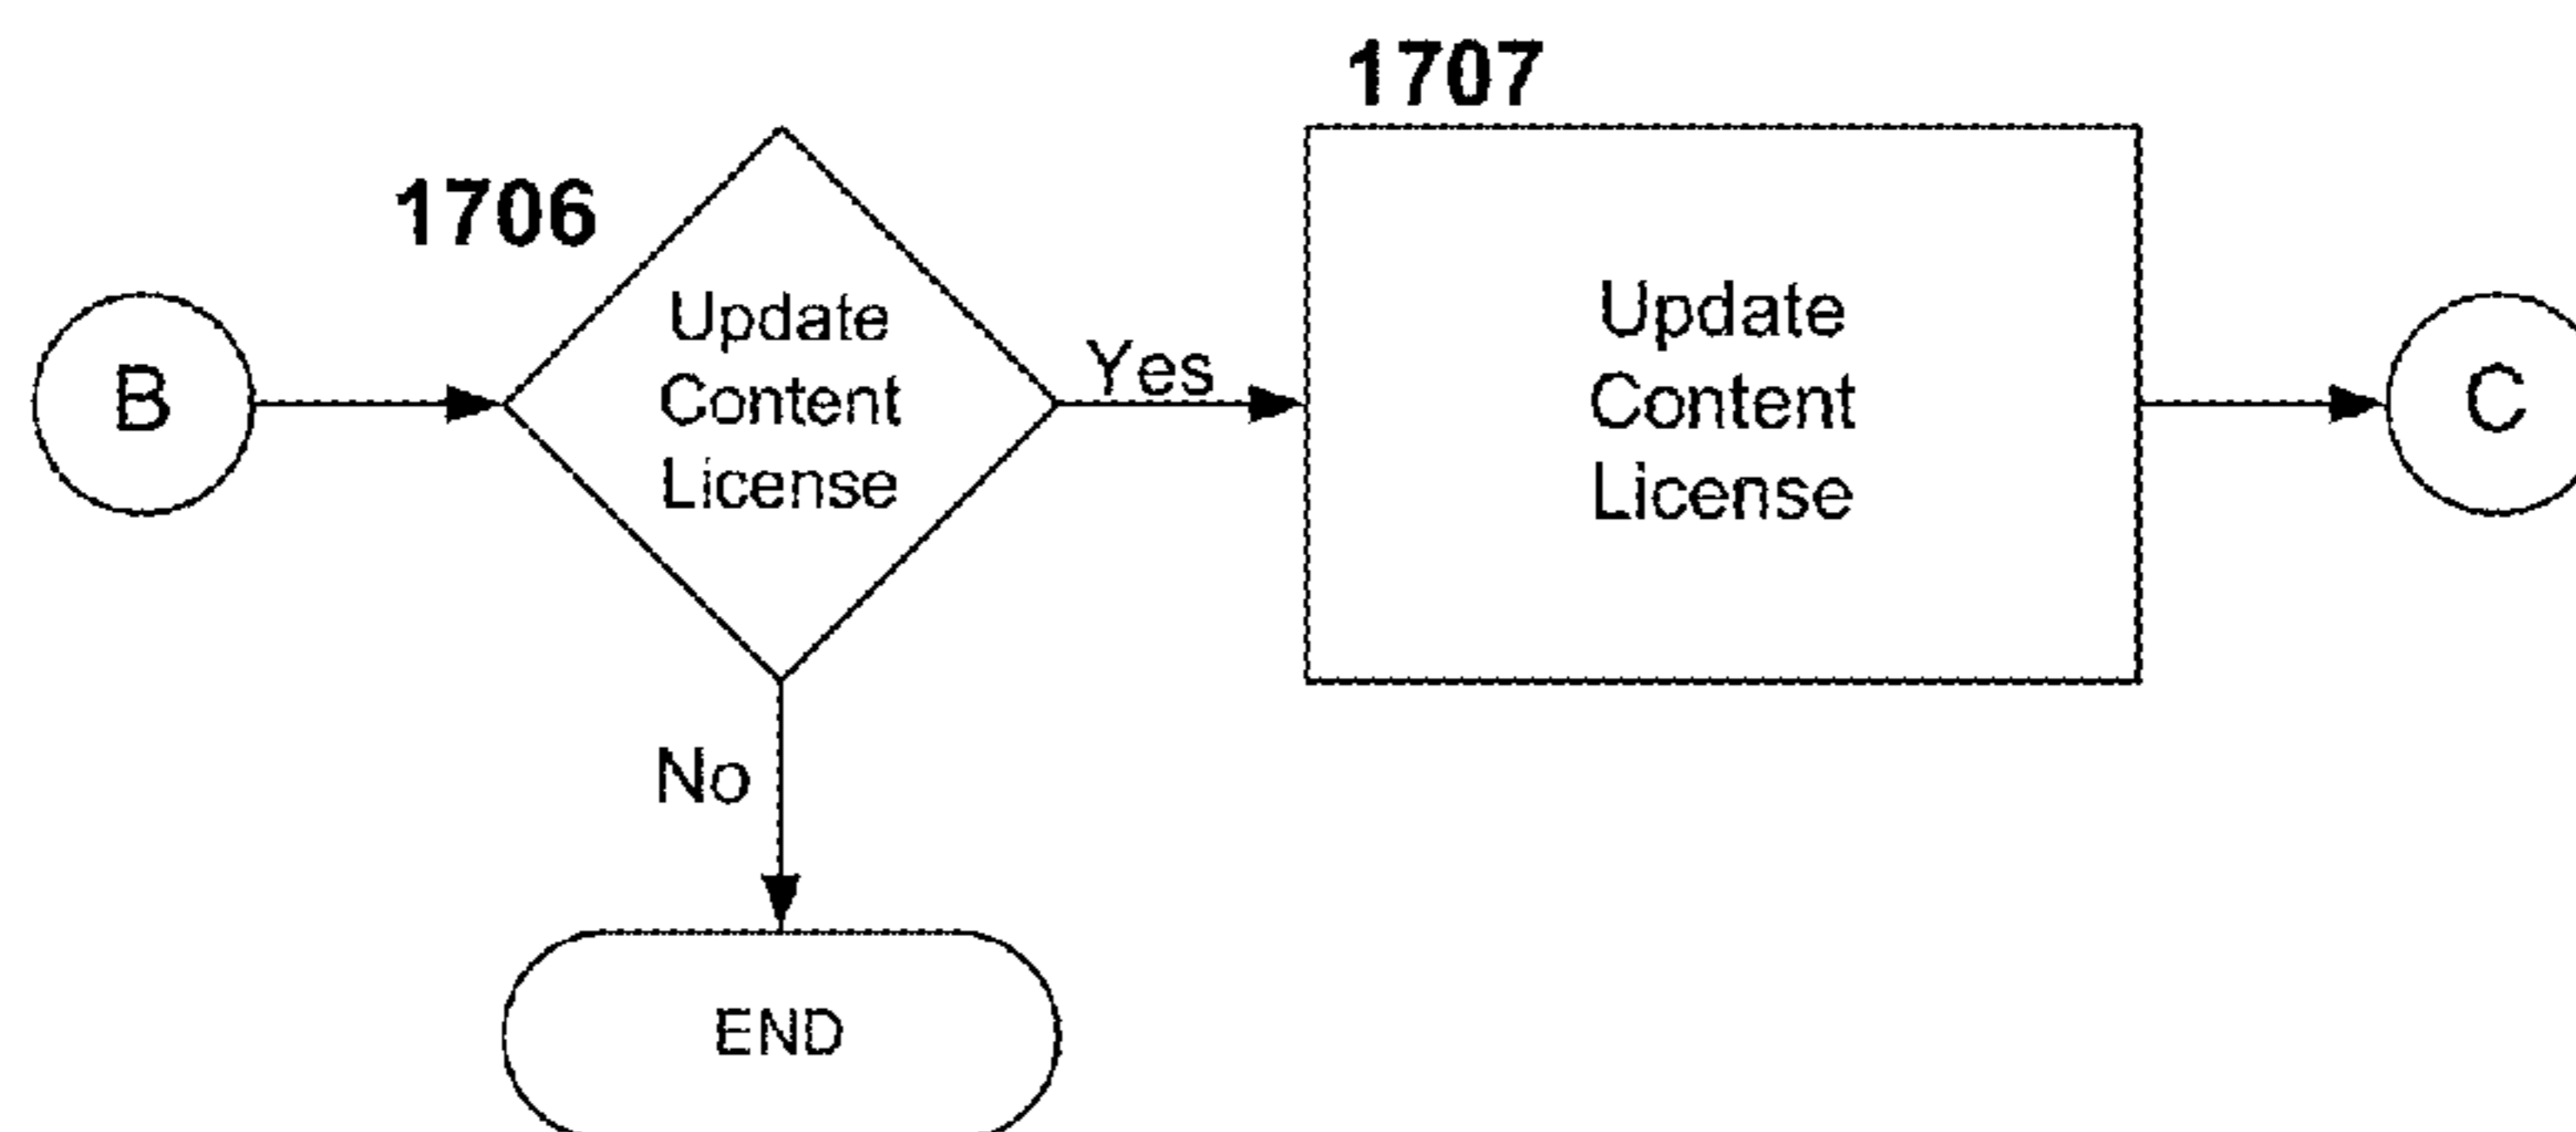 1707
1706
B
Update
Content
License
Yes
Update
Content
License
C
No
END